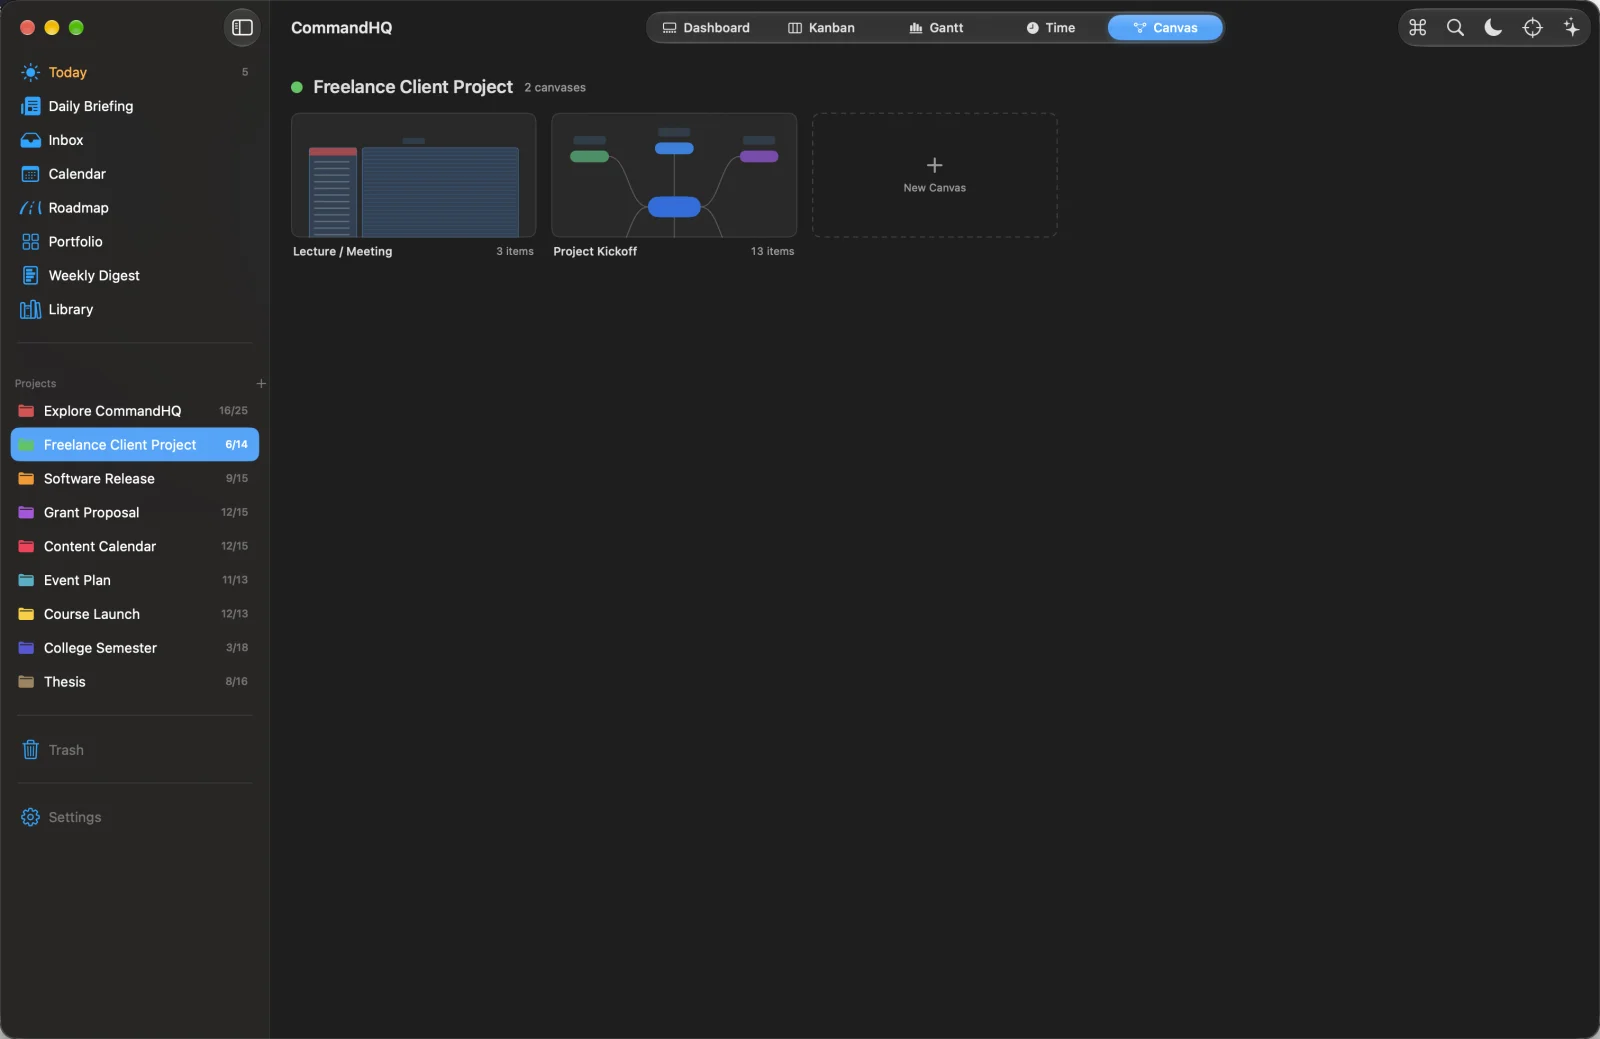 CommandHQ
Dashboard
Kanban
Gantt
Time
Canvas
Today 5
Daily Briefing
Inbox
Calendar
Roadmap
Portfolio
Weekly Digest
Library
Projects
Explore CommandHQ 16/25
Freelance Client Project 6/14
Software Release 9/15
Grant Proposal 12/15
Content Calendar 12/15
Event Plan 11/13
Course Launch 12/13
College Semester 3/18
Thesis 8/16
Trash
Settings
Freelance Client Project 2 canvases
Lecture / Meeting 3 items
Project Kickoff 13 items
New Canvas